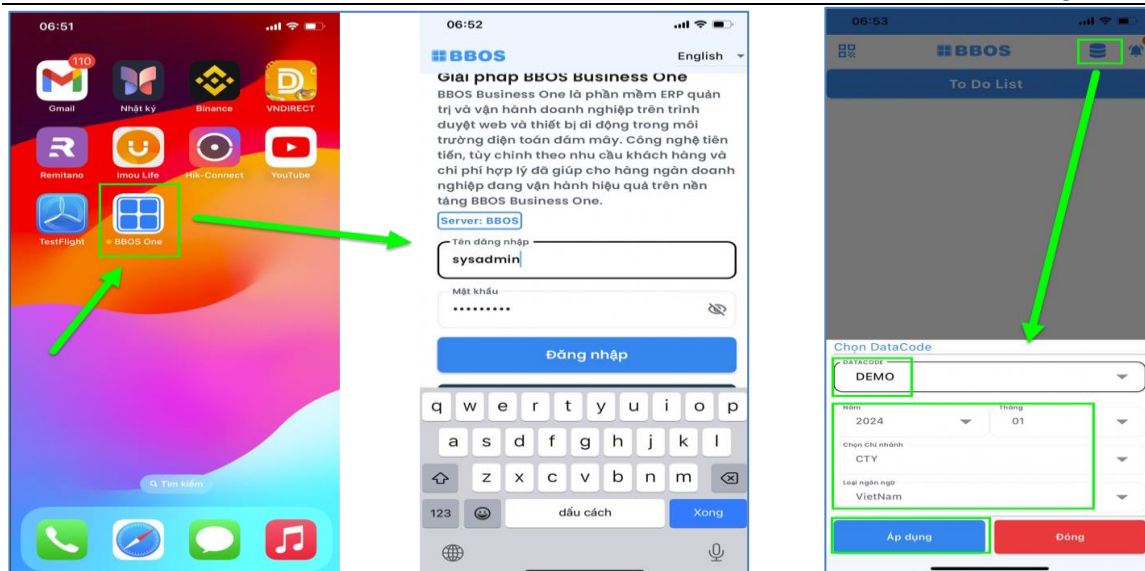 06:51
110
Gmail
Nhật ký
Binance
VNDIRECT
Remitano
Imou Life
Hik-Connect
YouTube
TestFlight
BBOS One
Tìm kiếm
06:52
BBOS
English
Giải pháp BBOS Business One
BBOS Business One là phần mềm ERP quản
trị và vận hành doanh nghiệp trên trình
duyệt web và thiết bị di động trong môi
trường điện toán đám mây. Công nghệ tiên
tiến, tùy chỉnh theo nhu cầu khách hàng và
chi phí hợp lý đã giúp cho hàng ngàn doanh
nghiệp đang vận hành hiệu quả trên nền
tảng BBOS Business One.
Server: BBOS
Tên đăng nhập
sysadmin
Mật khẩu
•••••••••
Đăng nhập
q w e r t y u i o p
a s d f g h j k l
z x c v b n m
123 dấu cách Xong
06:53
BBOS
To Do List
Chọn DataCode
DATACODE
DEMO
Năm Tháng
2024 01
Chọn Chi nhánh
CTY
Loại ngôn ngữ
VietNam
Áp dụng Đóng